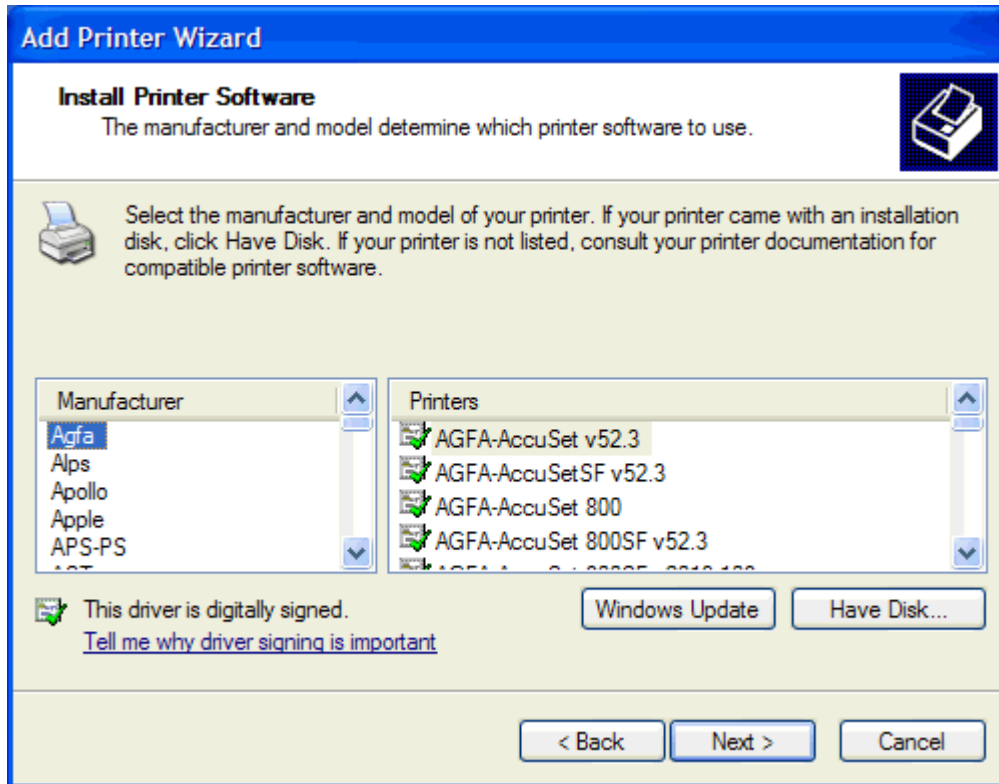 Add Printer Wizard
Install Printer Software
The manufacturer and model determine which printer software to use.
Select the manufacturer and model of your printer. If your printer came with an installation
disk, click Have Disk. If your printer is not listed, consult your printer documentation for
compatible printer software.
Manufacturer
Agfa
Alps
Apollo
Apple
APS-PS
Printers
AGFA-AccuSet v52.3
AGFA-AccuSetSF v52.3
AGFA-AccuSet 800
AGFA-AccuSet 800SF v52.3
This driver is digitally signed.
Tell me why driver signing is important
Windows Update
Have Disk...
< Back
Next >
Cancel